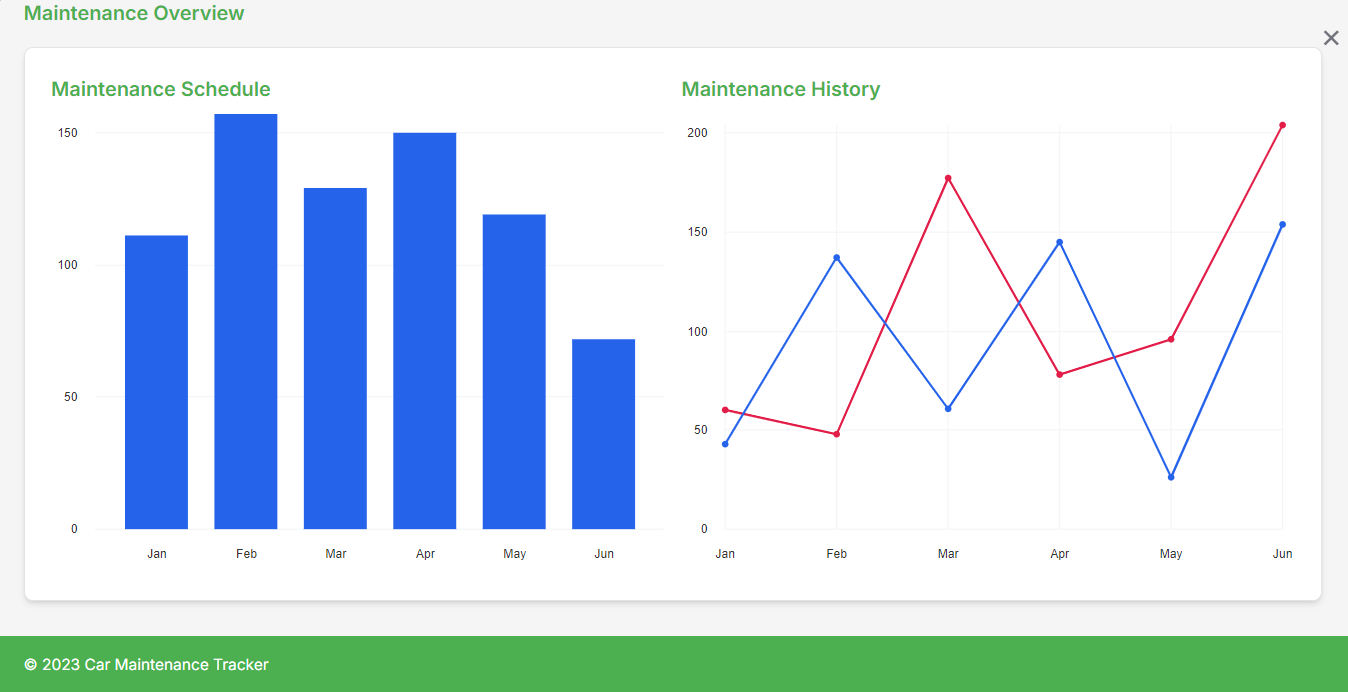 Maintenance Overview
Maintenance Schedule
150
100
50
0
Jan Feb Mar Apr May Jun
Maintenance History
200
150
100
50
0
Jan Feb Mar Apr May Jun
© 2023 Car Maintenance Tracker